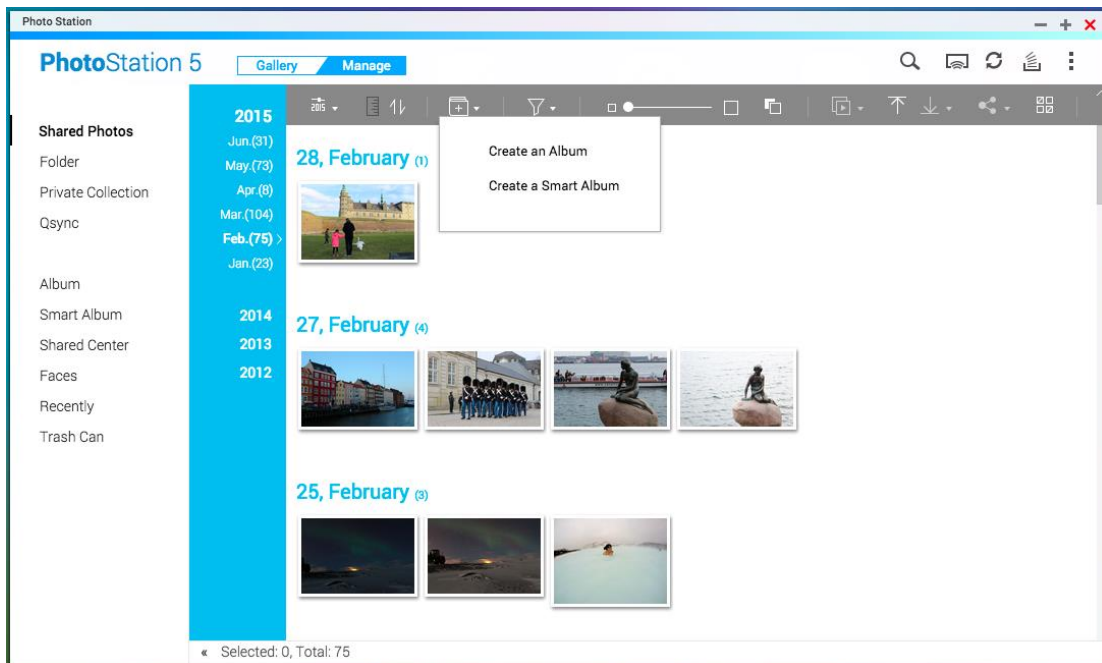 Photo Station
PhotoStation 5
Gallery
Manage
Shared Photos
Folder
Private Collection
Qsync
Album
Smart Album
Shared Center
Faces
Recently
Trash Can
2015
Jun.(31)
May.(73)
Apr.(8)
Mar.(104)
Feb.(75) >
Jan.(23)
2014
2013
2012
2015
Create an Album
Create a Smart Album
28, February (1)
27, February (4)
25, February (3)
« Selected: 0, Total: 75